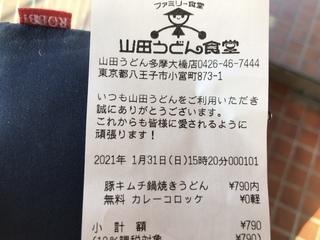 ROBB
ファミリー食堂
山田うどん食堂
山田うどん多摩大橋店0426-46-7444
東京都八王子市小宮町873-1
いつも山田うどんをご利用いただき
誠にありがとうございます。
これからも皆様に愛されるように
頑張ります!
2021年 1月31日(日)15時20分000101
豚キムチ鍋焼きうどん ¥790内
無料 カレーコロッケ ¥0軽
小 計 額 ¥790
(10%課税対象 ¥790)